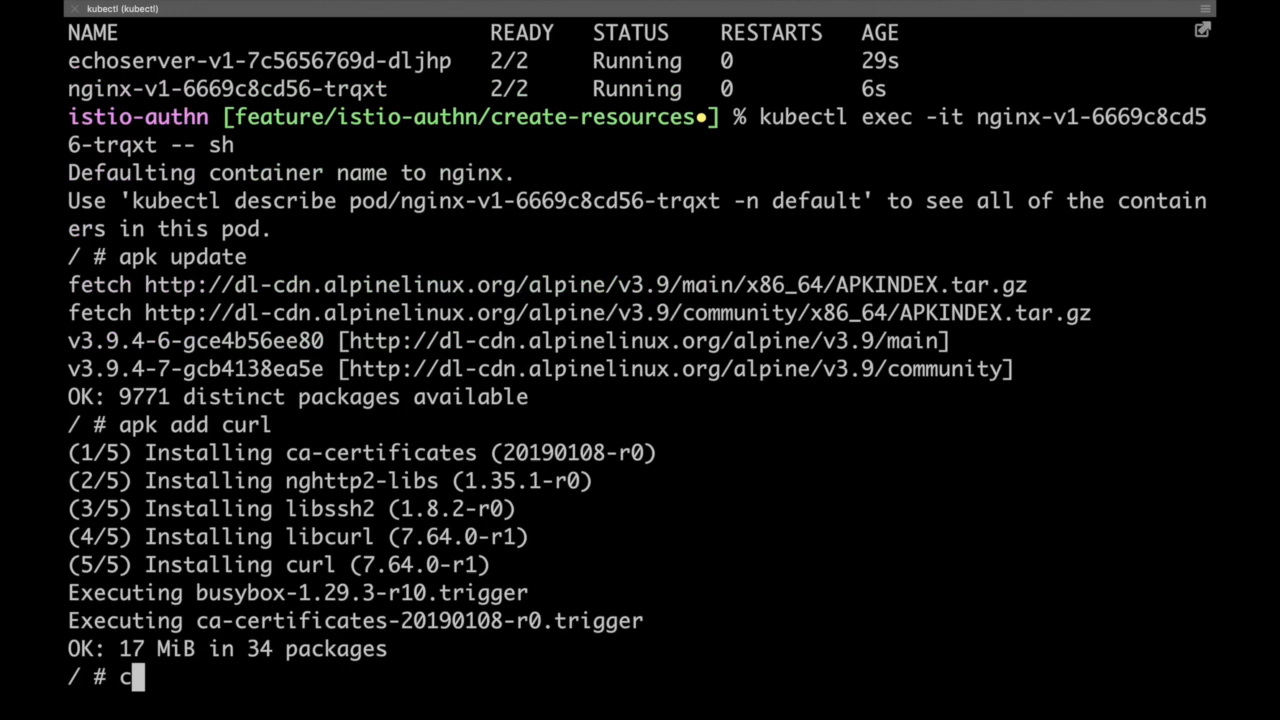 kubectl (kubectl)
NAME READY STATUS RESTARTS AGE
echoserver-v1-7c5656769d-dljhp 2/2 Running 0 29s
nginx-v1-6669c8cd56-trqxt 2/2 Running 0 6s
istio-authn [feature/istio-authn/create-resources●] % kubectl exec -it nginx-v1-6669c8cd5
6-trqxt -- sh
Defaulting container name to nginx.
Use 'kubectl describe pod/nginx-v1-6669c8cd56-trqxt -n default' to see all of the contain
ers in this pod.
/ # apk update
fetch http://dl-cdn.alpinelinux.org/alpine/v3.9/main/x86_64/APKINDEX.tar.gz
fetch http://dl-cdn.alpinelinux.org/alpine/v3.9/community/x86_64/APKINDEX.tar.gz
v3.9.4-6-gce4b56ee80 [http://dl-cdn.alpinelinux.org/alpine/v3.9/main]
v3.9.4-7-gcb4138ea5e [http://dl-cdn.alpinelinux.org/alpine/v3.9/community]
OK: 9771 distinct packages available
/ # apk add curl
(1/5) Installing ca-certificates (20190108-r0)
(2/5) Installing nghttp2-libs (1.35.1-r0)
(3/5) Installing libssh2 (1.8.2-r0)
(4/5) Installing libcurl (7.64.0-r1)
(5/5) Installing curl (7.64.0-r1)
Executing busybox-1.29.3-r10.trigger
Executing ca-certificates-20190108-r0.trigger
OK: 17 MiB in 34 packages
/ # c